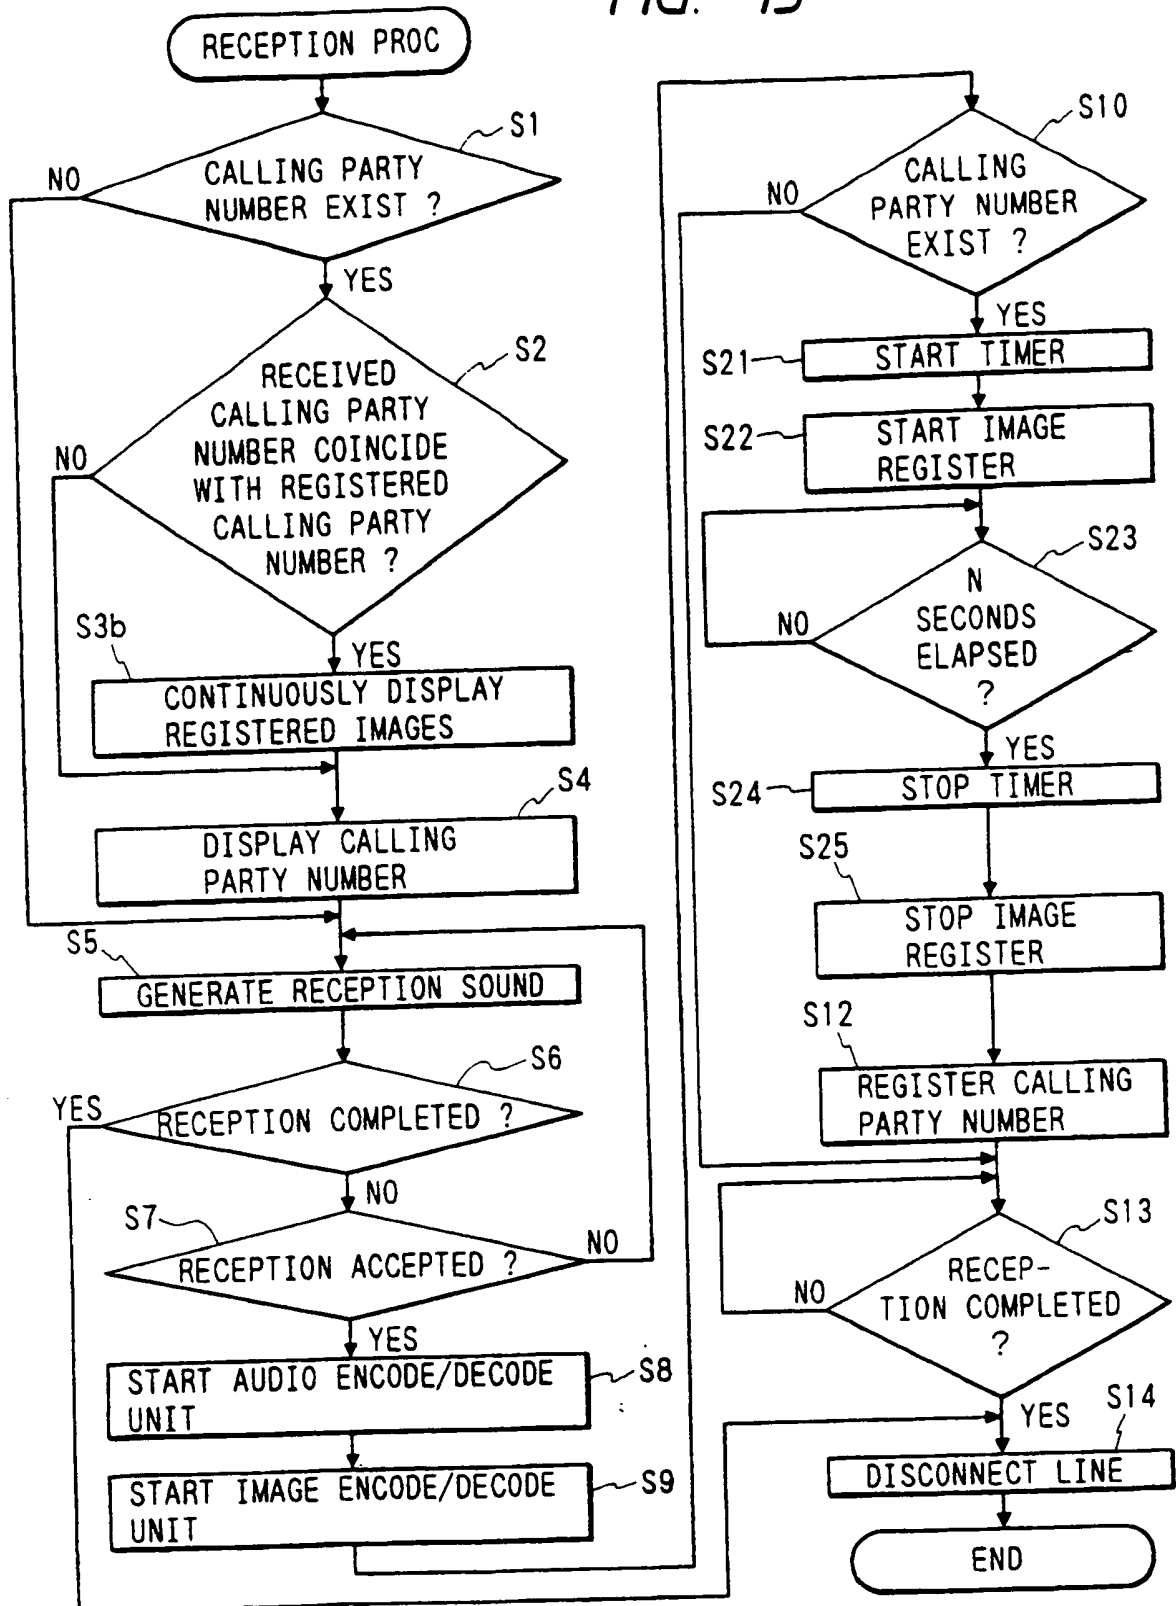 RECEPTION PROC
S1
CALLING PARTY
NUMBER EXIST ?
NO
YES
S2
RECEIVED
CALLING PARTY
NUMBER COINCIDE
WITH REGISTERED
CALLING PARTY
NUMBER ?
NO
YES
S3b
CONTINUOUSLY DISPLAY
REGISTERED IMAGES
S4
DISPLAY CALLING
PARTY NUMBER
S5
GENERATE RECEPTION SOUND
S6
RECEPTION COMPLETED ?
YES
NO
S7
RECEPTION ACCEPTED ?
NO
YES
START AUDIO ENCODE/DECODE
UNIT
S8
START IMAGE ENCODE/DECODE
UNIT
S9
S10
CALLING
PARTY NUMBER
EXIST ?
NO
YES
S21
START TIMER
S22
START IMAGE
REGISTER
S23
N
SECONDS
ELAPSED
?
NO
YES
S24
STOP TIMER
S25
STOP IMAGE
REGISTER
S12
REGISTER CALLING
PARTY NUMBER
S13
RECEP-
TION COMPLETED
?
NO
YES
S14
DISCONNECT LINE
END